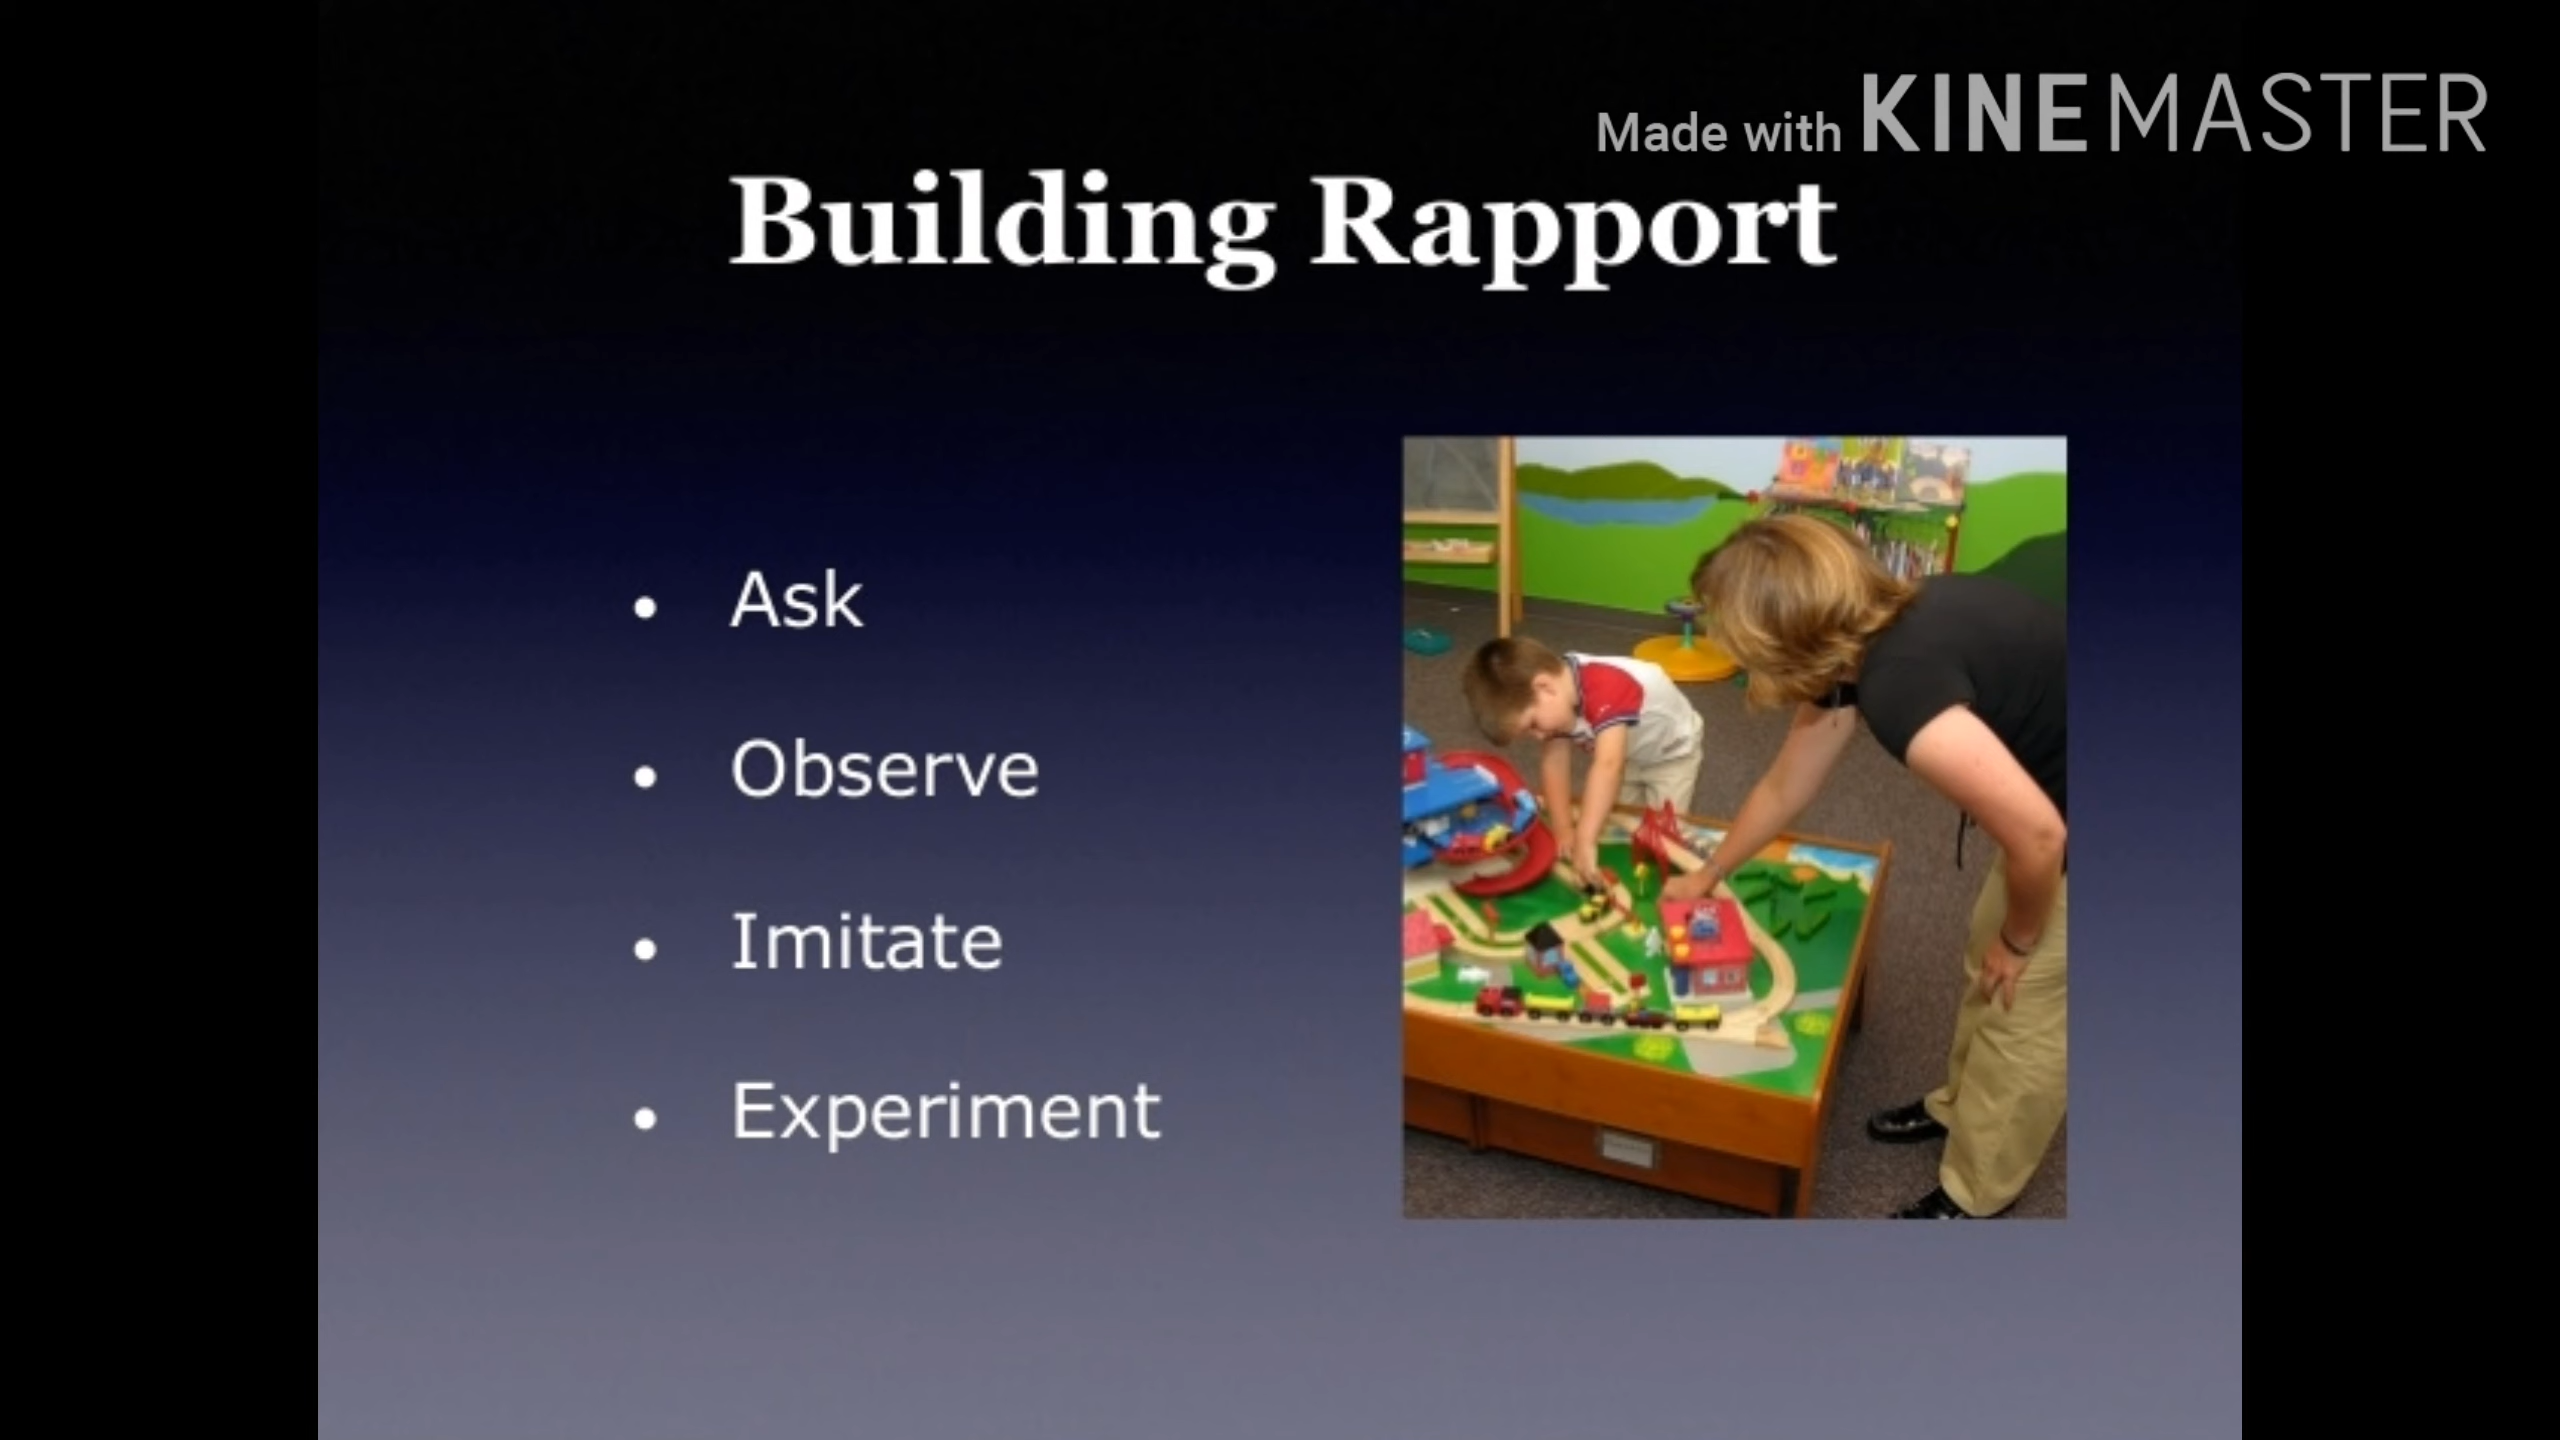 Made with KINEMASTER
Building Rapport
• Ask
• Observe
• Imitate
• Experiment